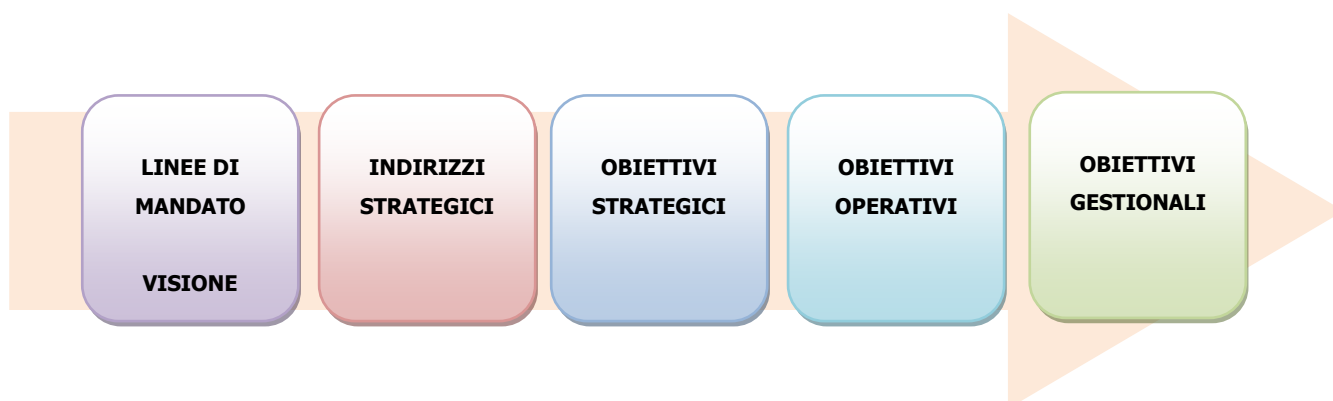 LINEE DI
MANDATO
VISIONE
INDIRIZZI
STRATEGICI
OBIETTIVI
STRATEGICI
OBIETTIVI
OPERATIVI
OBIETTIVI
GESTIONALI